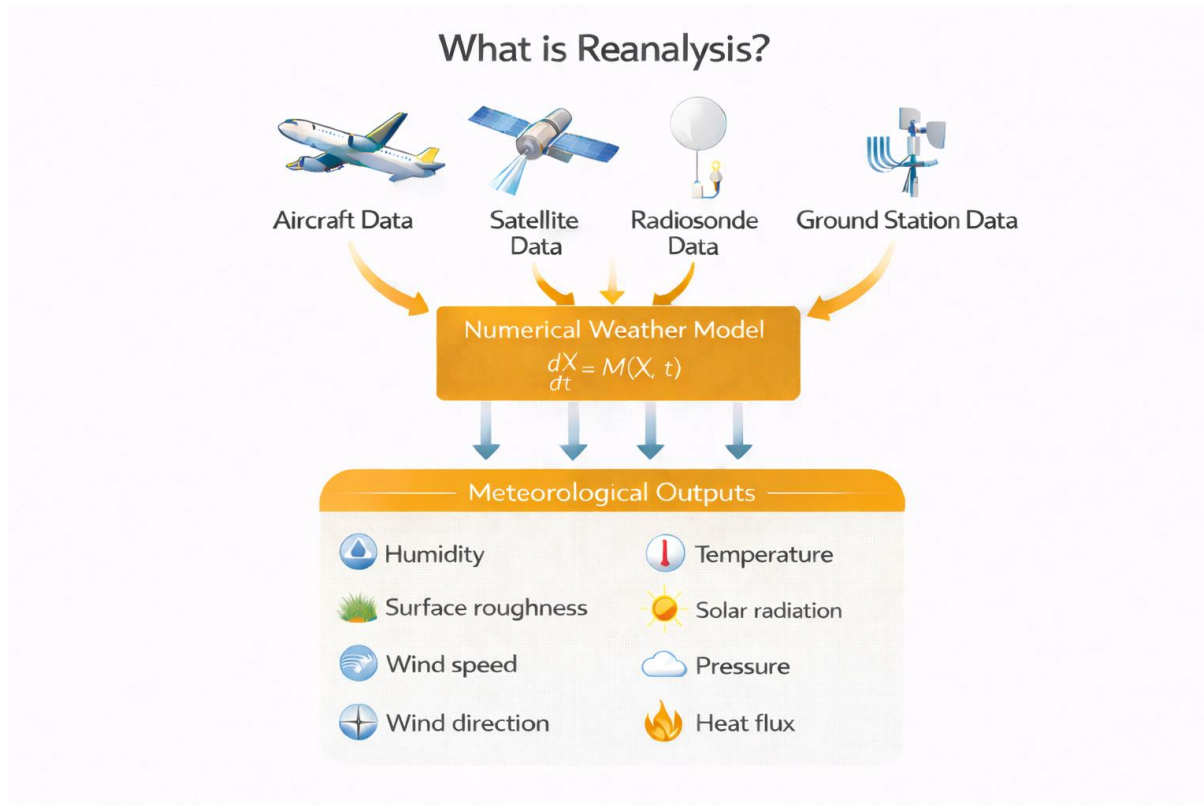 What is Reanalysis?
Aircraft Data
Satellite
Data
Radiosonde
Data
Ground Station Data
Numerical Weather Model
dX
dt
= M(X, t)
Meteorological Outputs
Humidity
Temperature
Surface roughness
Solar radiation
Wind speed
Pressure
Wind direction
Heat flux